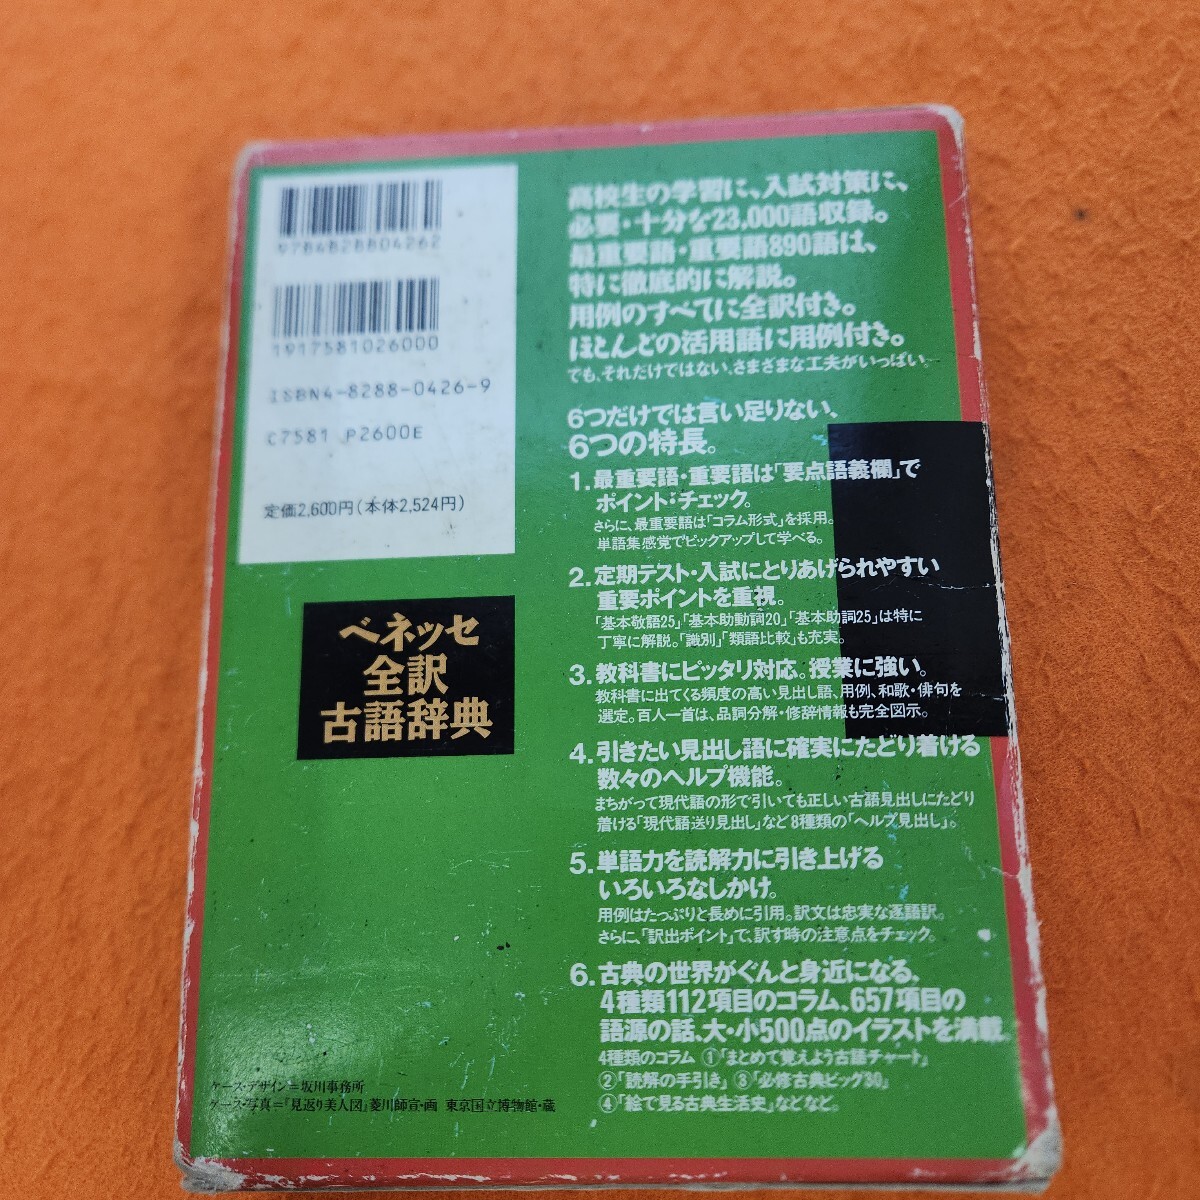 9784828804262
1917581026000
ISBN4-8288-0426-9
C7581 P2600E
定価2,600円(本体2,524円)
ベネッセ
全訳
古語辞典
高校生の学習に、入試対策に、
必要・十分な23,000語収録。
最重要語・重要語890語は、
特に徹底的に解説。
用例のすべてに全訳付き。
ほとんどの活用語に用例付き。
でも、それだけではない、さまざまな工夫がいっぱい。
6つだけでは言い足りない、
6つの特長。
1. 最重要語・重要語は「要点語義欄」で
ポイント・チェック。
さらに、最重要語は「コラム形式」を採用。
単語集感覚でピックアップして学べる。
2. 定期テスト・入試にとりあげられやすい
重要ポイントを重視。
「基本敬語25」「基本助動詞20」「基本助詞25」は特に
丁寧に解説。「識別」「類語比較」も充実。
3. 教科書にピッタリ対応。授業に強い。
教科書に出てくる頻度の高い見出し語、用例、和歌・俳句を
選定。百人一首は、品詞分解・修辞情報も完全図示。
4. 引きたい見出し語に確実にたどり着ける
数々のヘルプ機能。
まちがって現代語の形で引いても正しい古語見出しにたどり
着ける「現代語送り見出し」など8種類の「ヘルプ見出し」。
5. 単語力を読解力に引き上げる
いろいろなしかけ。
用例はたっぷりと長めに引用。訳文は忠実な逐語訳。
さらに、「訳出ポイント」で、訳す時の注意点をチェック。
6. 古典の世界がぐんと身近になる、
4種類112項目のコラム、657項目の
語源の話、大・小500点のイラストを満載。
4種類のコラム ①「まとめて覚えよう古語チャート」
②「読解の手引き」 ③「必修古典ビッグ30」
④「絵で見る古典生活史」などなど。
ケース・デザイン=坂川事務所
ケース・写真=『見返り美人図』菱川師宣・画 東京国立博物館・蔵